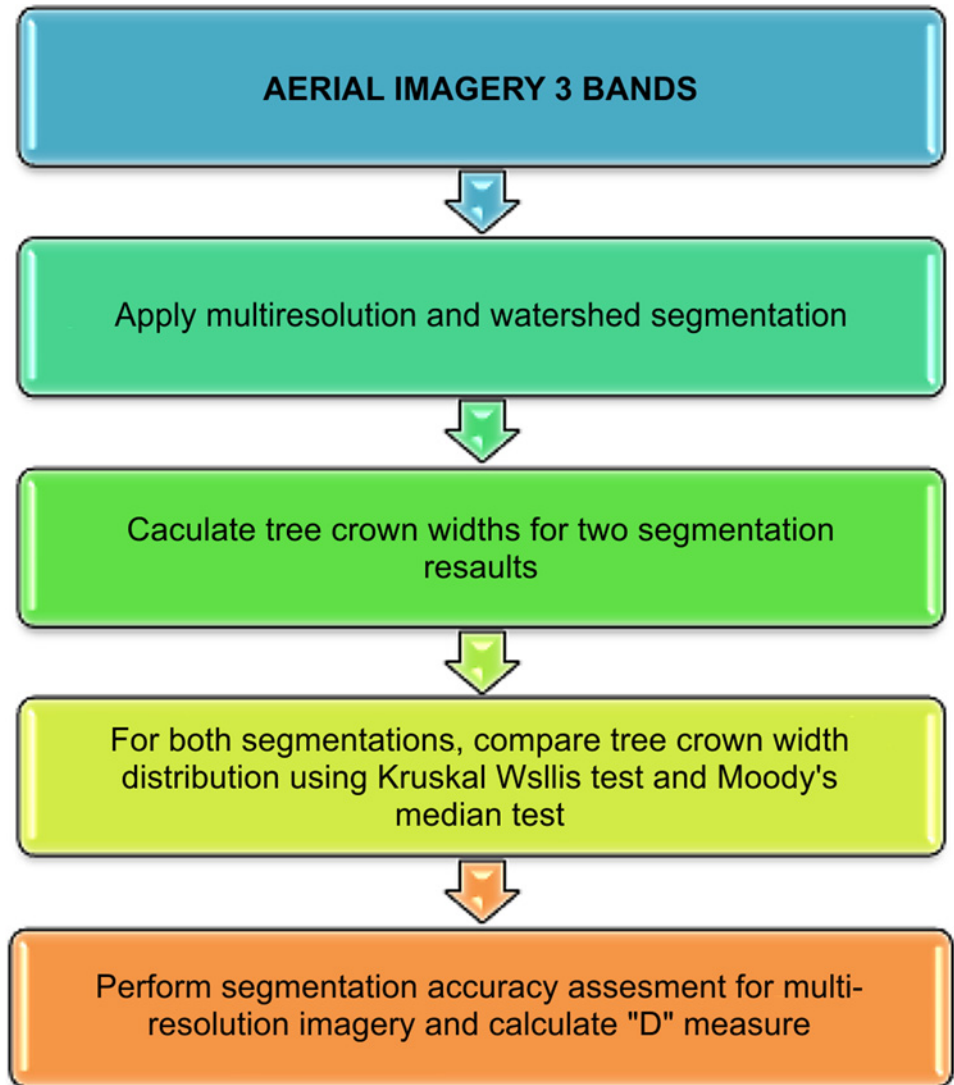 AERIAL IMAGERY 3 BANDS
Apply multiresolution and watershed segmentation
Caculate tree crown widths for two segmentation
resaults
For both segmentations, compare tree crown width
distribution using Kruskal Wsllis test and Moody's
median test
Perform segmentation accuracy assesment for multi-
resolution imagery and calculate "D" measure